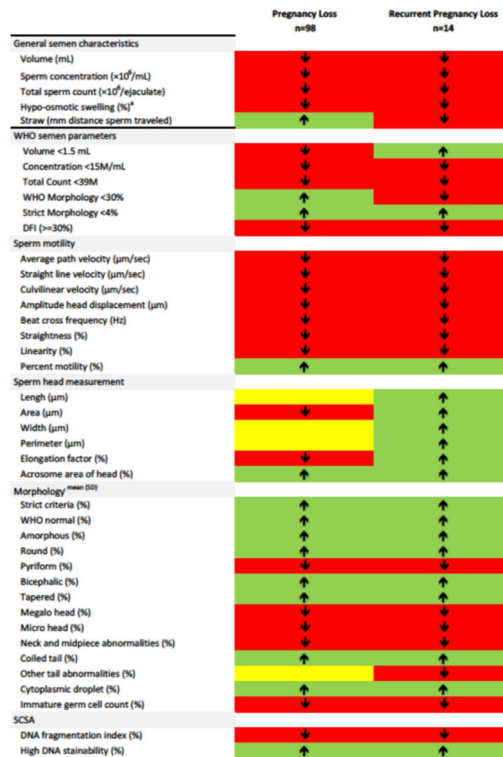 Pregnancy Loss Recurrent Pregnancy Loss
n=98 n=14
General semen characteristics
Volume (mL) ↓ ↓
Sperm concentration (×10⁶/mL) ↓ ↓
Total sperm count (×10⁶/ejaculate) ↓ ↓
Hypo-osmotic swelling (%)ᵃ ↓ ↓
Straw (mm distance sperm traveled) ↑ ↓
WHO semen parameters
Volume <1.5 mL ↓ ↑
Concentration <15M/mL ↓ ↓
Total Count <39M ↓ ↓
WHO Morphology <30% ↑ ↓
Strict Morphology <4% ↑ ↑
DFI (>=30%) ↓ ↓
Sperm motility
Average path velocity (µm/sec) ↓ ↓
Straight line velocity (µm/sec) ↓ ↓
Culvilinear velocity (µm/sec) ↓ ↓
Amplitude head displacement (µm) ↓ ↓
Beat cross frequency (Hz) ↓ ↓
Straightness (%) ↓ ↓
Linearity (%) ↓ ↓
Percent motility (%) ↑ ↑
Sperm head measurement
Lengh (µm) ↑
Area (µm) ↓ ↑
Width (µm) ↑
Perimeter (µm) ↑
Elongation factor (%) ↓ ↑
Acrosome area of head (%) ↑ ↑
Morphology mean (SD)
Strict criteria (%) ↑ ↑
WHO normal (%) ↑ ↑
Amorphous (%) ↑ ↑
Round (%) ↑ ↑
Pyriform (%) ↓ ↓
Bicephalic (%) ↑ ↑
Tapered (%) ↑ ↑
Megalo head (%) ↓ ↓
Micro head (%) ↓ ↓
Neck and midpiece abnormalities (%) ↓ ↓
Coiled tail (%) ↑ ↑
Other tail abnormalities (%) ↓
Cytoplasmic droplet (%) ↑ ↑
Immature germ cell count (%) ↓ ↓
SCSA
DNA fragmentation index (%) ↓ ↓
High DNA stainability (%) ↑ ↑